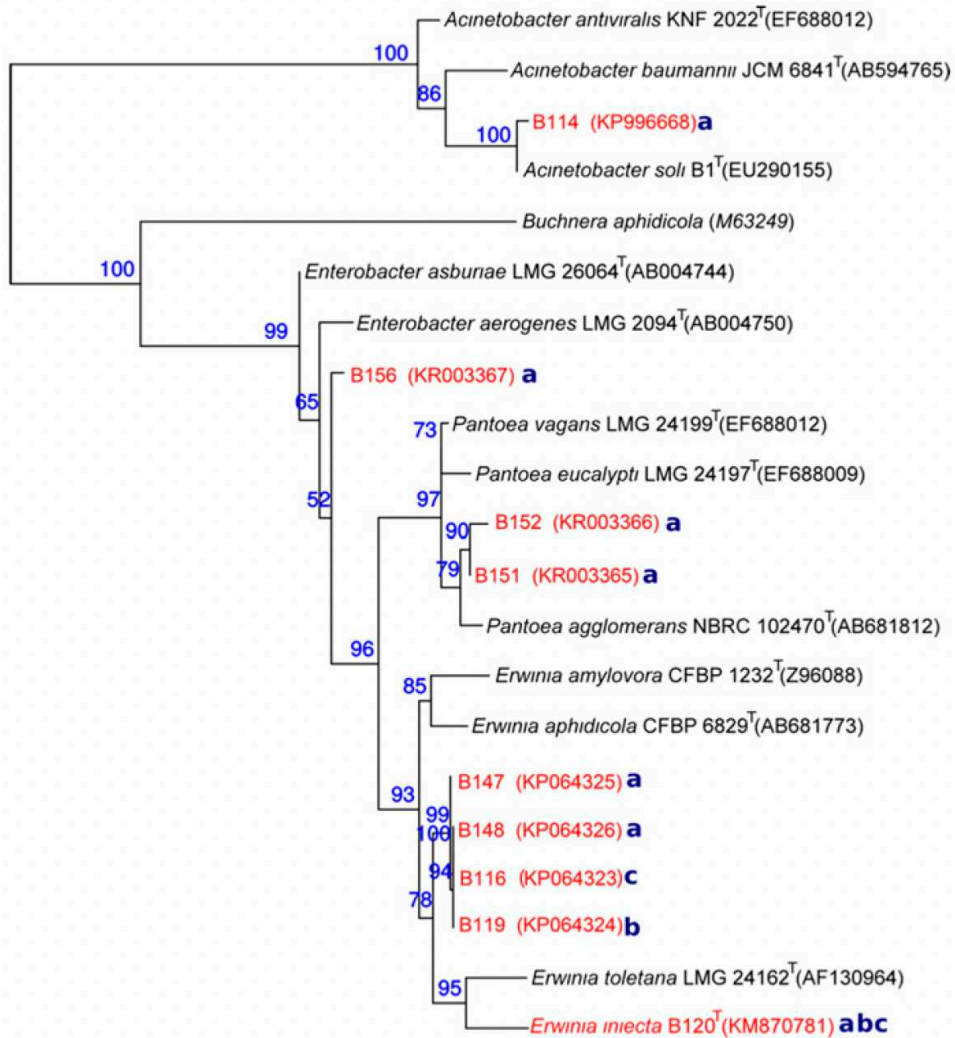 Acinetobacter antiviralis KNF 2022T(EF688012)
100
Acinetobacter baumannii JCM 6841T(AB594765)
86
B114 (KP996668) a
100
Acinetobacter soli B1T(EU290155)
Buchnera aphidicola (M63249)
100
Enterobacter asburiae LMG 26064T(AB004744)
99
Enterobacter aerogenes LMG 2094T(AB004750)
B156 (KR003367) a
65
Pantoea vagans LMG 24199T(EF688012)
73
Pantoea eucalypti LMG 24197T(EF688009)
52
97
B152 (KR003366) a
90
B151 (KR003365) a
79
Pantoea agglomerans NBRC 102470T(AB681812)
96
Erwinia amylovora CFBP 1232T(Z96088)
85
Erwinia aphidicola CFBP 6829T(AB681773)
B147 (KP064325) a
93
99
B148 (KP064326) a
100
B116 (KP064323) c
94
78
B119 (KP064324) b
Erwinia toletana LMG 24162T(AF130964)
95
Erwinia iniecta B120T(KM870781) abc